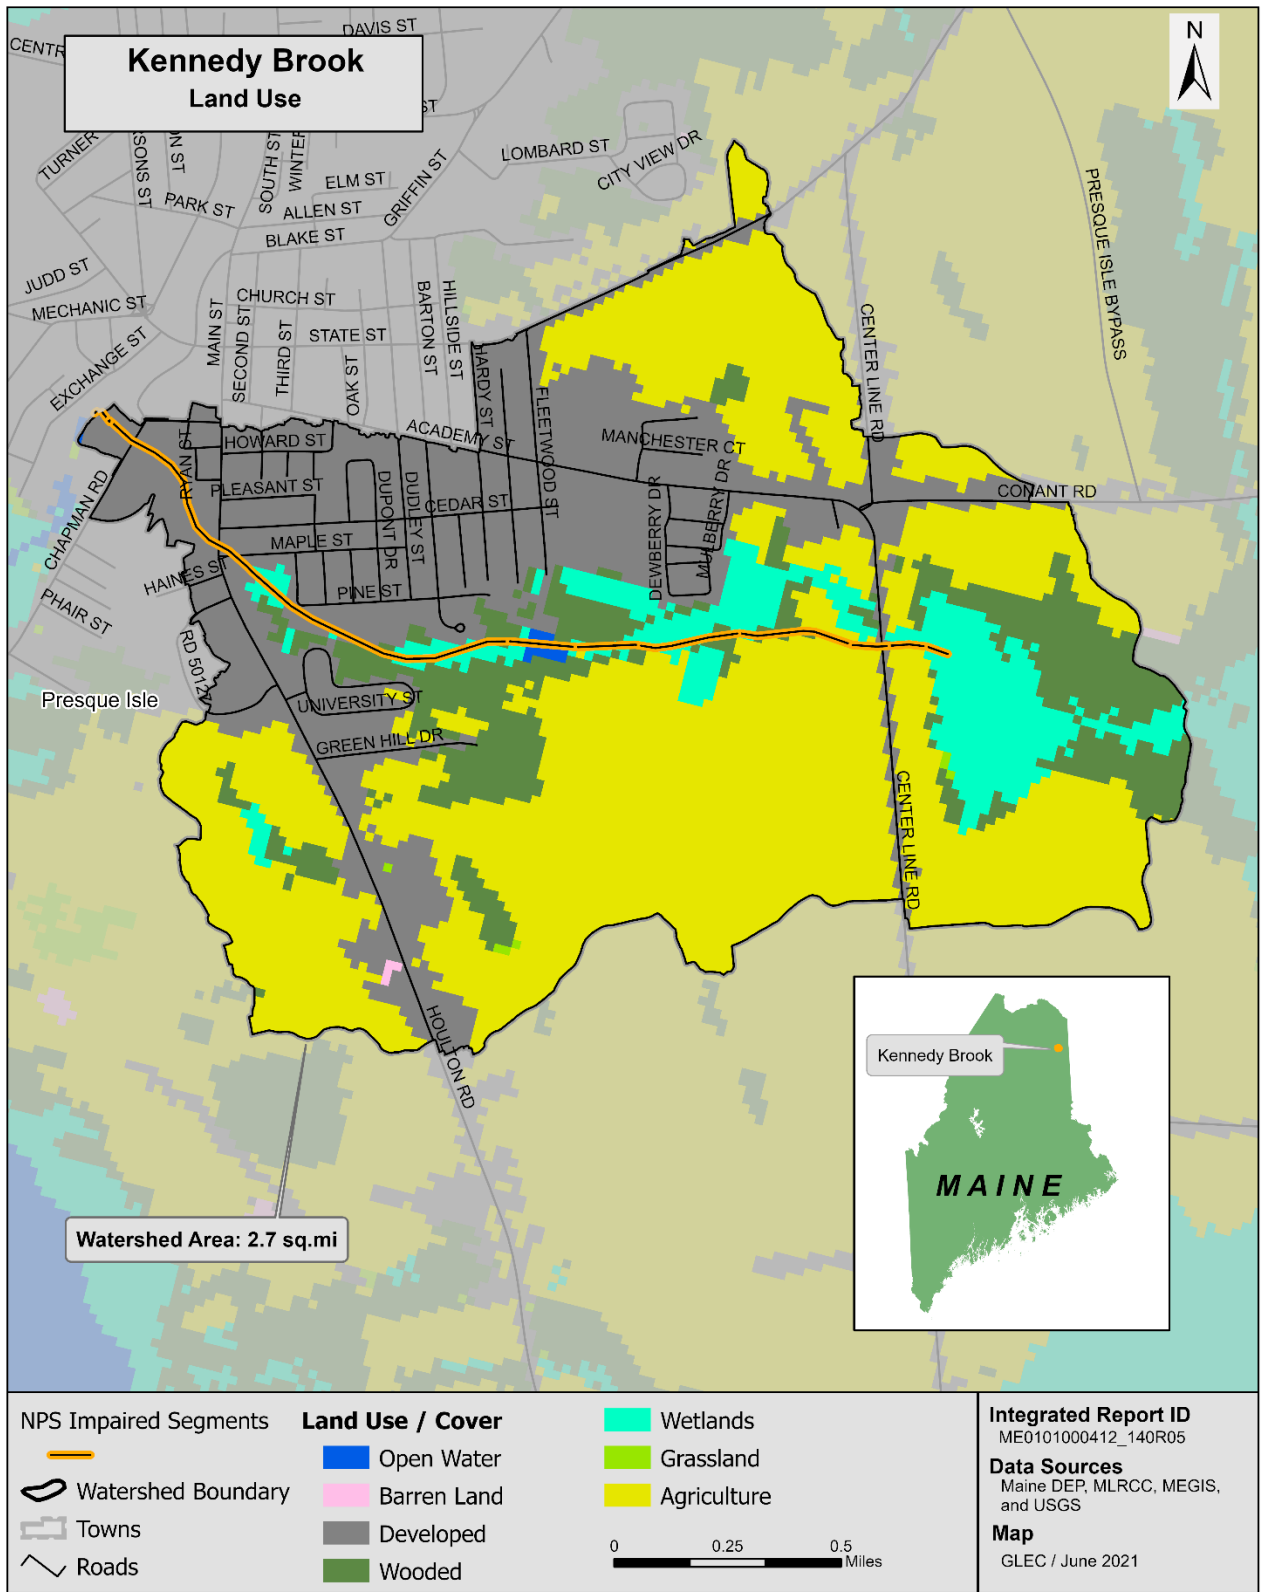 Kennedy Brook
Land Use
N
DAVIS ST
LOMBARD ST
CITY VIEW DR
TURNER
SOUTH ST
WINTER
ELM ST
GRIFFIN ST
PARK ST
ALLEN ST
BLAKE ST
PRESQUE ISLE BYPASS
JUDD ST
MECHANIC ST
CHURCH ST
STATE ST
MAIN ST
SECOND ST
THIRD ST
OAK ST
BARTON ST
HILLSIDE ST
HARDY ST
FLEETWOOD ST
CENTER LINE RD
EXCHANGE ST
ACADEMY ST
MANCHESTER CT
RYAN ST
HOWARD ST
PLEASANT ST
DUPONT DR
DUDLEY ST
CEDAR ST
CONANT RD
CHAPMAN RD
MAPLE ST
DEWBERRY DR
MULBERRY DR
HAINES ST
PINE ST
PHAIR ST
RD 50127
Presque Isle
UNIVERSITY ST
GREEN HILL DR
CENTER LINE RD
HOULTON RD
Kennedy Brook
MAINE
Watershed Area: 2.7 sq.mi
NPS Impaired Segments
Watershed Boundary
Towns
Roads
Land Use / Cover
Open Water
Barren Land
Developed
Wooded
Wetlands
Grassland
Agriculture
0 0.25 0.5
Miles
Integrated Report ID
ME0101000412_140R05
Data Sources
Maine DEP, MLRCC, MEGIS,
and USGS
Map
GLEC / June 2021